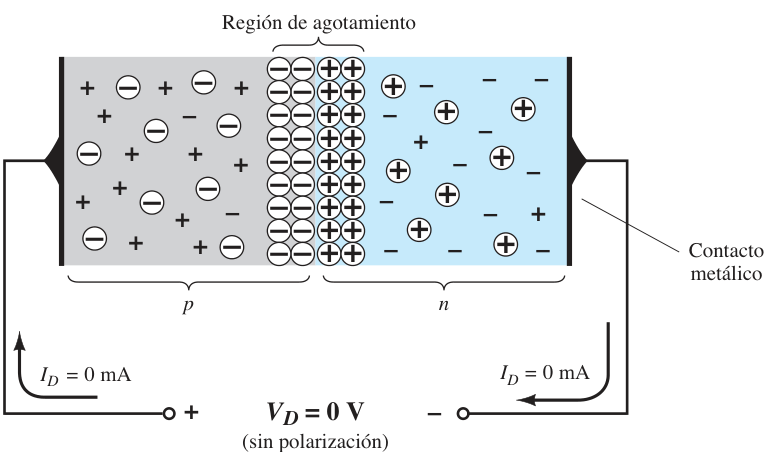 Región de agotamiento
Contacto
metálico
p
n
I_D = 0 mA
I_D = 0 mA
+ V_D = 0 V −
(sin polarización)